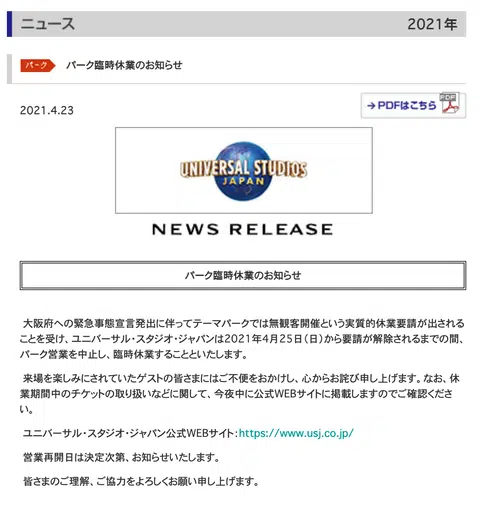 ニュース
2021年
パーク
パーク臨時休業のお知らせ
2021.4.23
→PDFはこちら
PDF
UNIVERSAL STUDIOS
JAPAN
NEWS RELEASE
パーク臨時休業のお知らせ
大阪府への緊急事態宣言発出に伴ってテーマパークでは無観客開催という実質的休業要請が出される
ことを受け、ユニバーサル・スタジオ・ジャパンは2021年4月25日(日)から要請が解除されるまでの間、
パーク営業を中止し、臨時休業することといたします。
来場を楽しみにされていたゲストの皆さまにはご不便をおかけし、心からお詫び申し上げます。なお、休
業期間中のチケットの取り扱いなどに関して、今夜中に公式WEBサイトに掲載しますのでご確認くださ
い。
ユニバーサル・スタジオ・ジャパン公式WEBサイト：https://www.usj.co.jp/
営業再開日は決定次第、お知らせいたします。
皆さまのご理解、ご協力をよろしくお願い申し上げます。